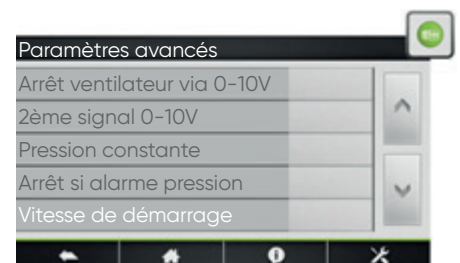 Paramètres avancés
Arrêt ventilateur via 0-10V
2ème signal 0-10V
Pression constante
Arrêt si alarme pression
Vitesse de démarrage